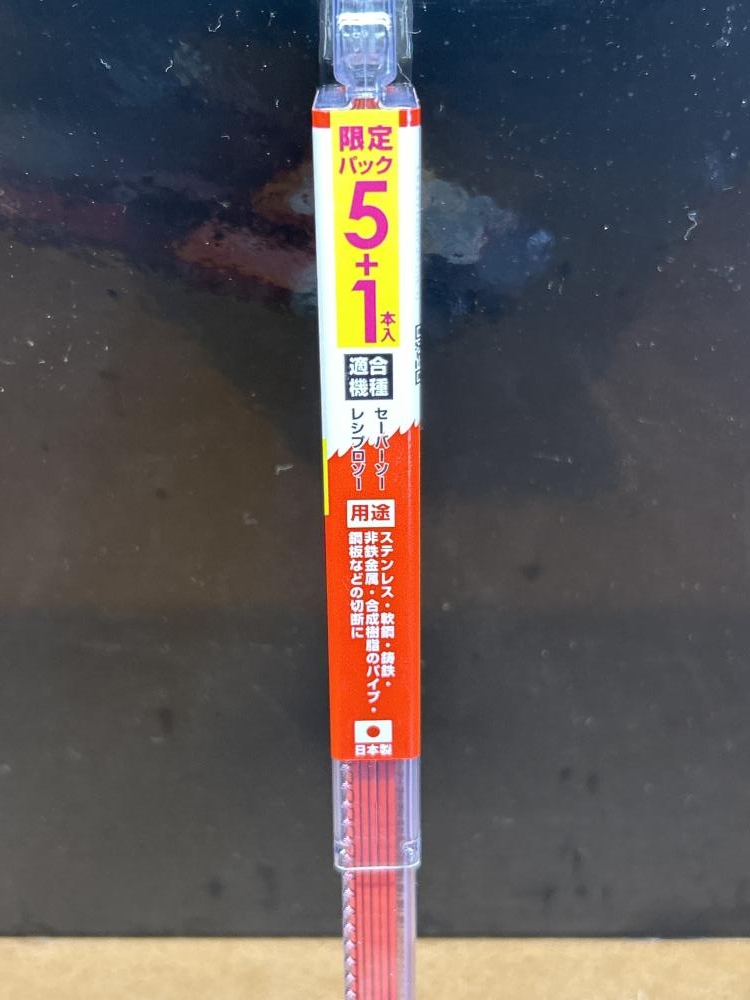 限定
パック
5
+
1
本入
適合
機種
セーバーソー
レシプロソー
用途
ステンレス・軟鋼・鋳鉄・
非鉄金属・合成樹脂のパイプ・
鋼板などの切断に
日本製